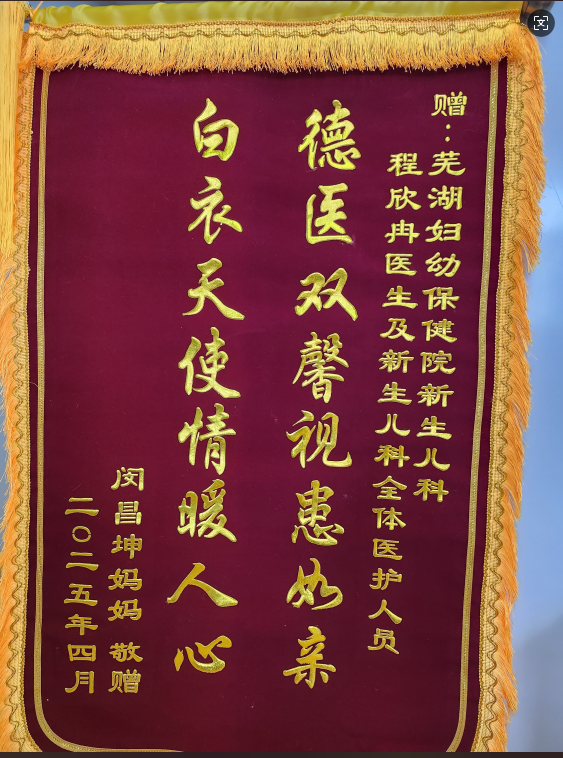 赠：芜湖妇幼保健院新生儿科
程欣冉医生及新生儿科全体医护人员
德医双馨视患如亲
白衣天使情暖人心
闵昌坤妈妈 敬赠
二〇二五年四月